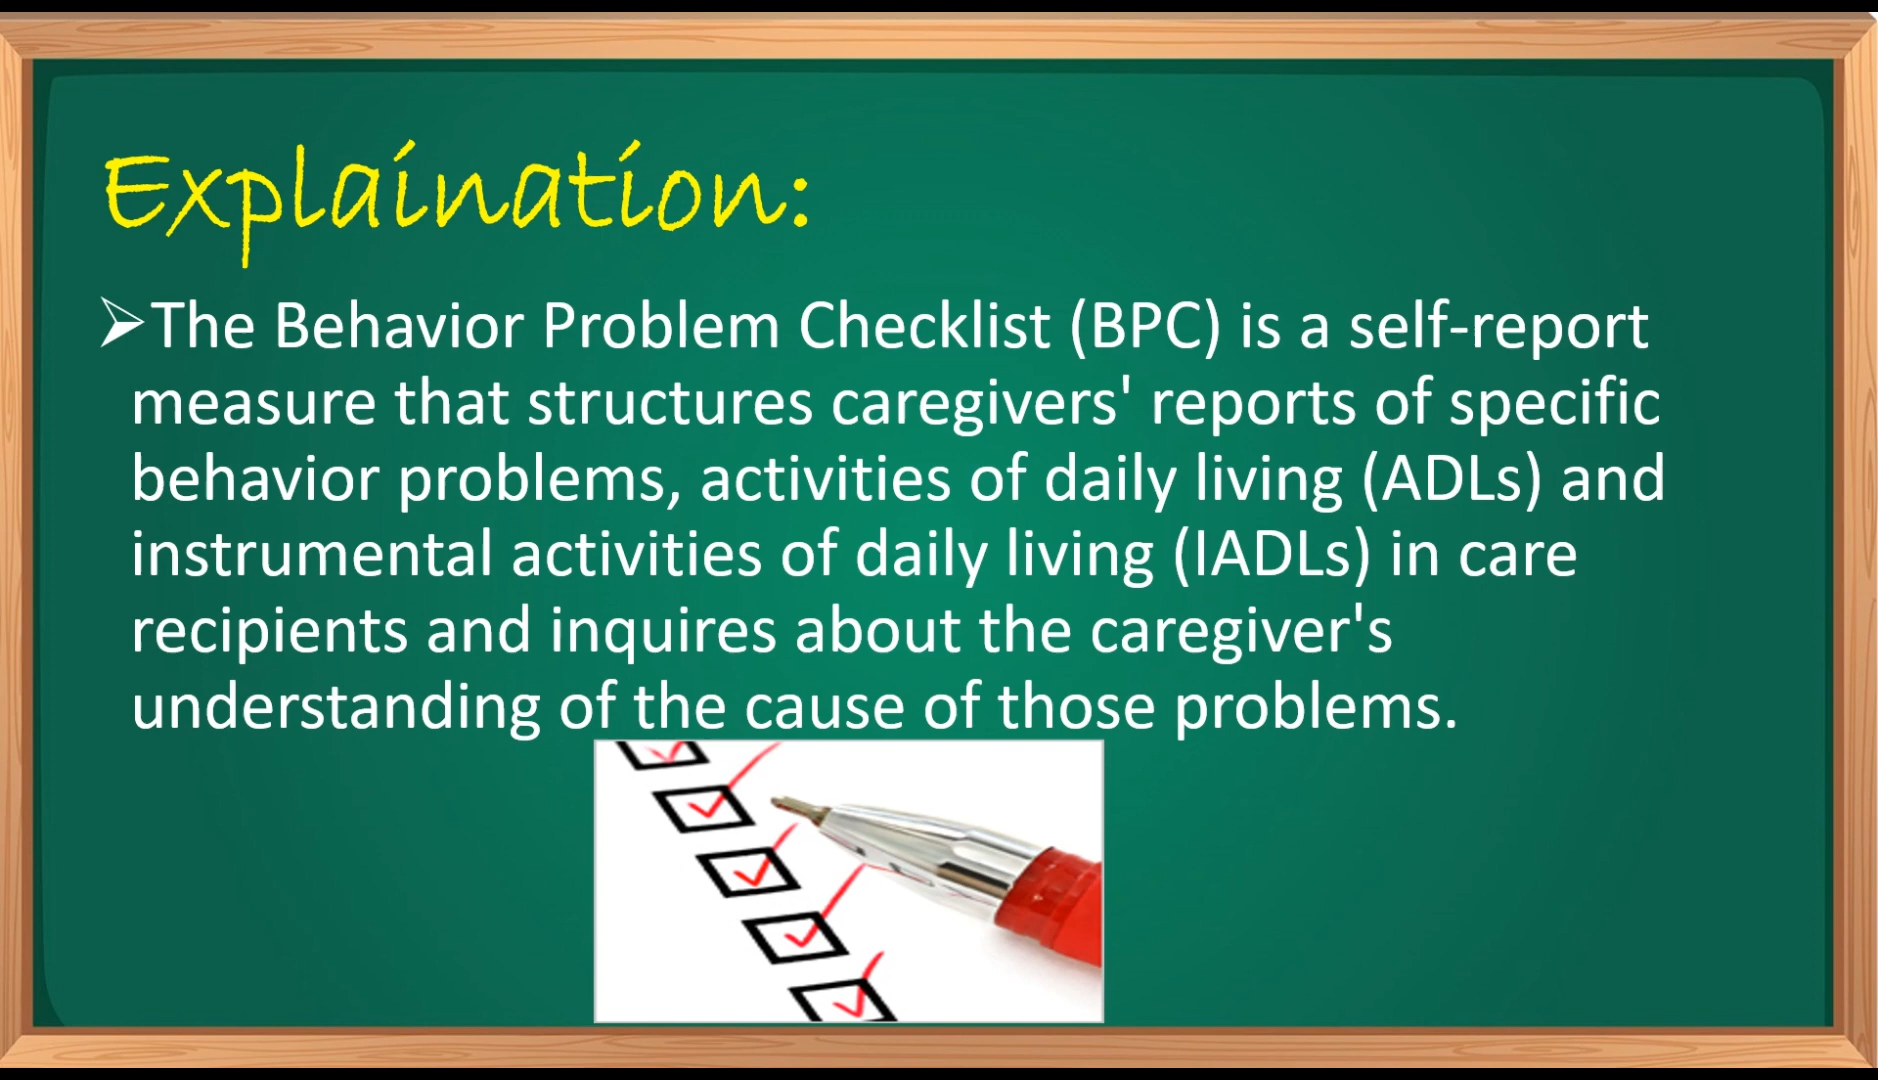 Explaination:
➢The Behavior Problem Checklist (BPC) is a self-report
measure that structures caregivers' reports of specific
behavior problems, activities of daily living (ADLs) and
instrumental activities of daily living (IADLs) in care
recipients and inquires about the caregiver's
understanding of the cause of those problems.